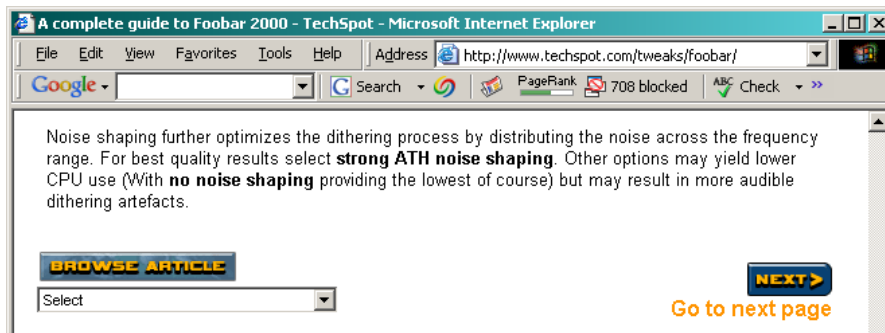 A complete guide to Foobar 2000 - TechSpot - Microsoft Internet Explorer
File Edit View Favorites Tools Help Address http://www.techspot.com/tweaks/foobar/
Google Search PageRank 708 blocked ABC Check »
Noise shaping further optimizes the dithering process by distributing the noise across the frequency
range. For best quality results select strong ATH noise shaping. Other options may yield lower
CPU use (With no noise shaping providing the lowest of course) but may result in more audible
dithering artefacts.
BROWSE ARTICLE
Select
NEXT>
Go to next page